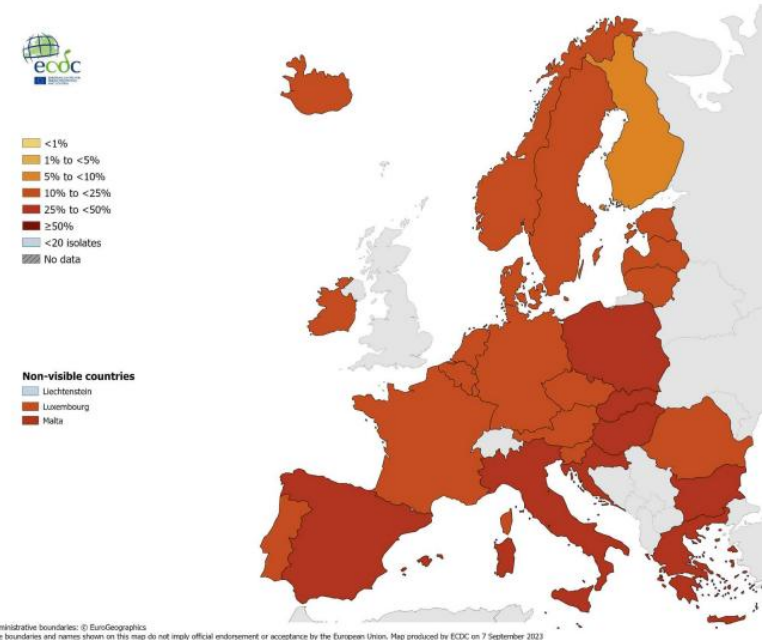 ecdc
<1%
1% to <5%
5% to <10%
10% to <25%
25% to <50%
≥50%
<20 isolates
No data
Non-visible countries
Liechtenstein
Luxembourg
Malta
ministrative boundaries: © EuroGeographics
e boundaries and names shown on this map do not imply official endorsement or acceptance by the European Union. Map produced by ECDC on 7 September 2023